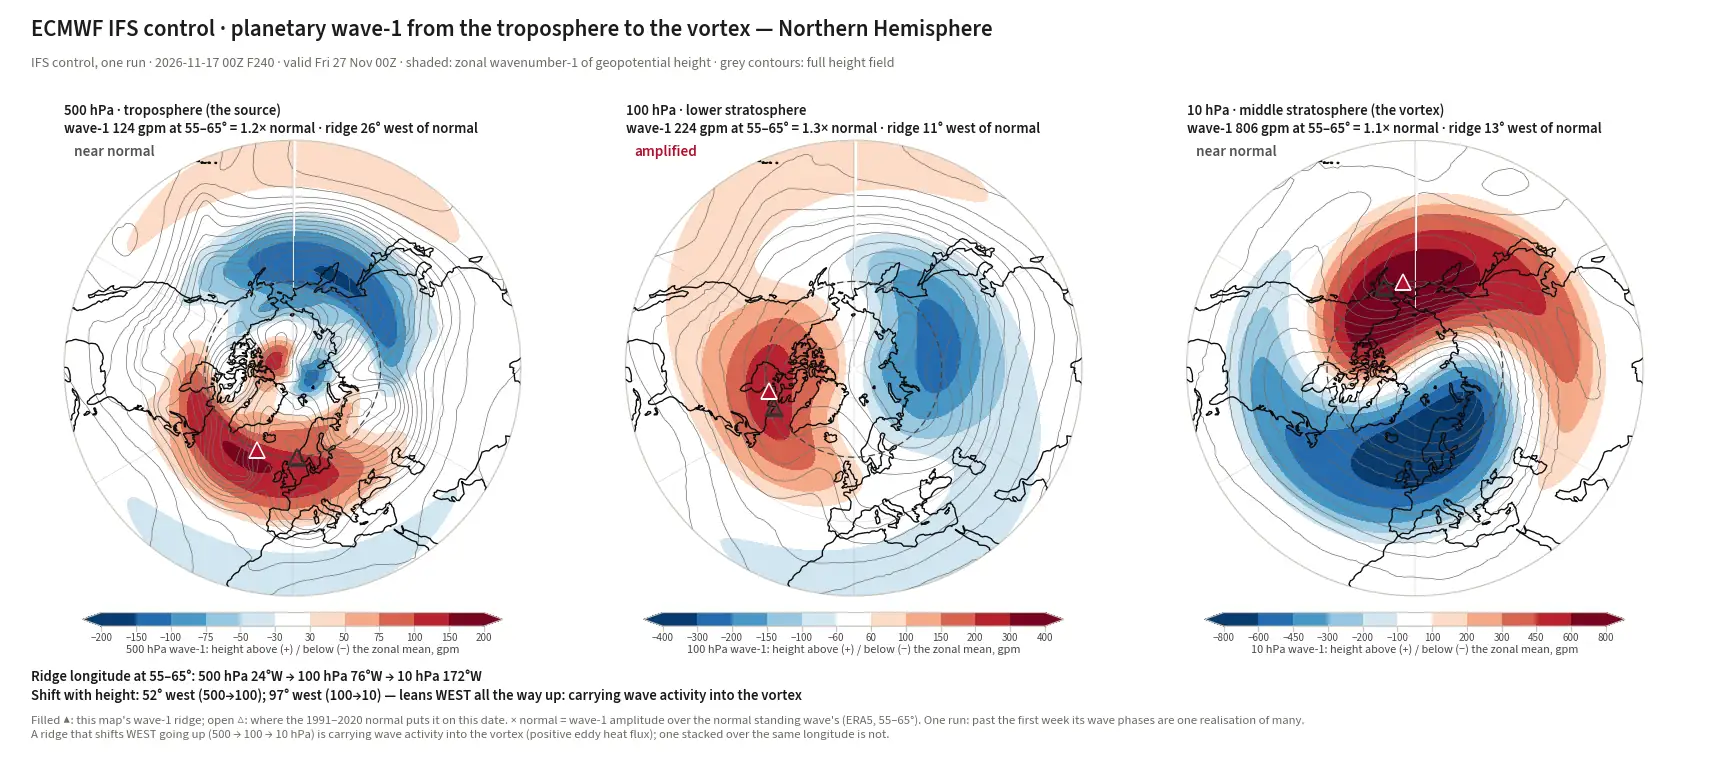 ECMWF IFS control · planetary wave-1 from the troposphere to the vortex — Northern Hemisphere
IFS control, one run · 2026-11-17 00Z F240 · valid Fri 27 Nov 00Z · shaded: zonal wavenumber-1 of geopotential height · grey contours: full height field
500 hPa · troposphere (the source)
wave-1 124 gpm at 55–65° = 1.2× normal · ridge 26° west of normal
near normal
100 hPa · lower stratosphere
wave-1 224 gpm at 55–65° = 1.3× normal · ridge 11° west of normal
amplified
10 hPa · middle stratosphere (the vortex)
wave-1 806 gpm at 55–65° = 1.1× normal · ridge 13° west of normal
near normal
−200 −150 −100 −75 −50 −30 30 50 75 100 150 200
500 hPa wave-1: height above (+) / below (−) the zonal mean, gpm
−400 −300 −200 −150 −100 −60 60 100 150 200 300 400
100 hPa wave-1: height above (+) / below (−) the zonal mean, gpm
−800 −600 −450 −300 −200 −100 100 200 300 450 600 800
10 hPa wave-1: height above (+) / below (−) the zonal mean, gpm
Ridge longitude at 55–65°: 500 hPa 24°W → 100 hPa 76°W → 10 hPa 172°W
Shift with height: 52° west (500→100); 97° west (100→10) — leans WEST all the way up: carrying wave activity into the vortex
Filled ▲: this map's wave-1 ridge; open △: where the 1991–2020 normal puts it on this date. × normal = wave-1 amplitude over the normal standing wave's (ERA5, 55–65°). One run: past the first week its wave phases are one realisation of many.
A ridge that shifts WEST going up (500 → 100 → 10 hPa) is carrying wave activity into the vortex (positive eddy heat flux); one stacked over the same longitude is not.